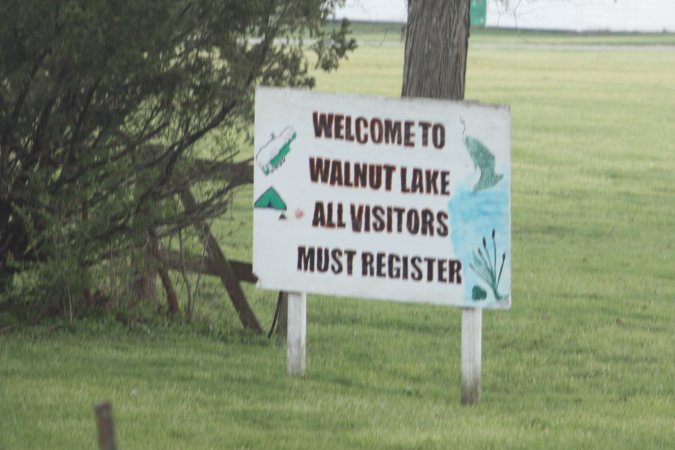 WELCOME TO
WALNUT LAKE
ALL VISITORS
MUST REGISTER